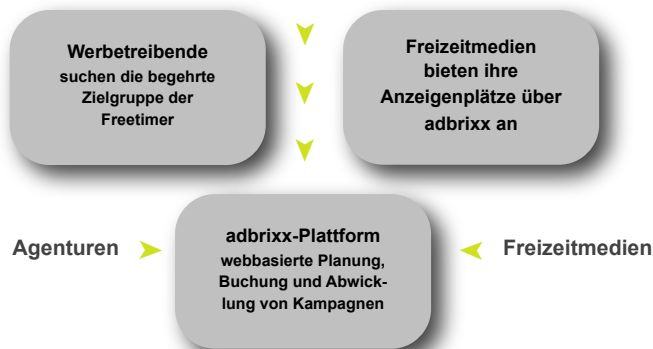 Werbetreibende
suchen die begehrte
Zielgruppe der
Freetimer
Freizeitmedien
bieten ihre
Anzeigenplätze über
adbrixx an
Agenturen
adbrixx-Plattform
webbasierte Planung,
Buchung und Abwick-
lung von Kampagnen
Freizeitmedien